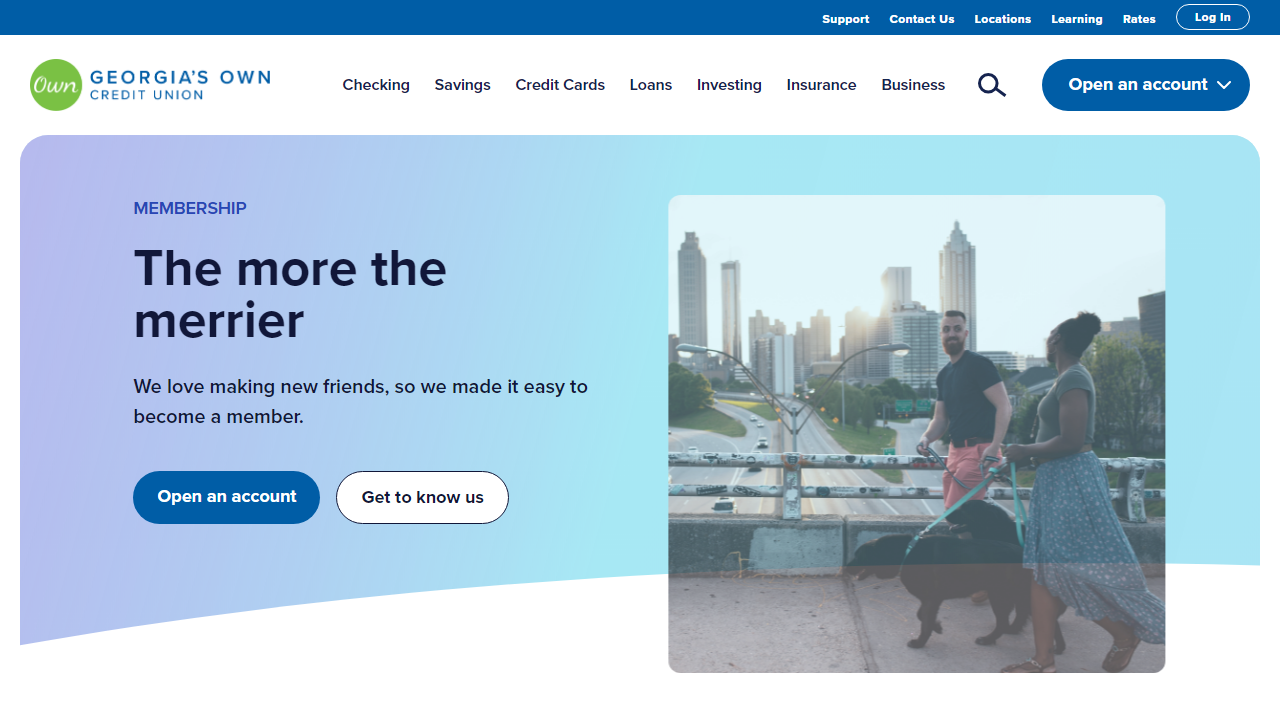 Support Contact Us Locations Learning Rates Log In
Own GEORGIA'S OWN
CREDIT UNION
Checking Savings Credit Cards Loans Investing Insurance Business Open an account
MEMBERSHIP
The more the
merrier
We love making new friends, so we made it easy to
become a member.
Open an account Get to know us